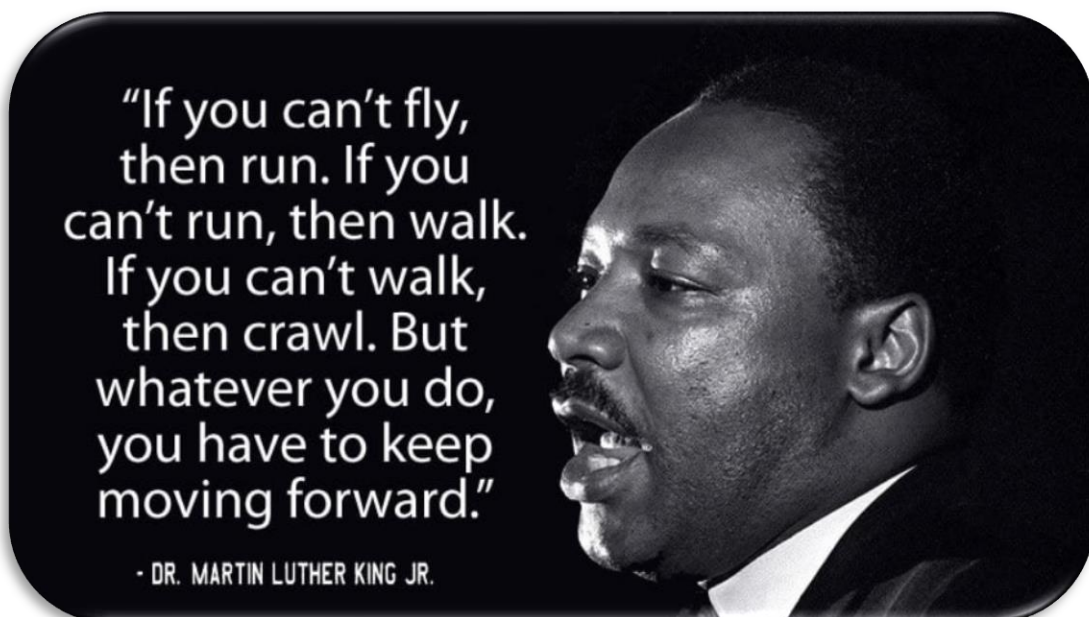 “If you can’t fly,
then run. If you
can’t run, then walk.
If you can’t walk,
then crawl. But
whatever you do,
you have to keep
moving forward.”
- DR. MARTIN LUTHER KING JR.